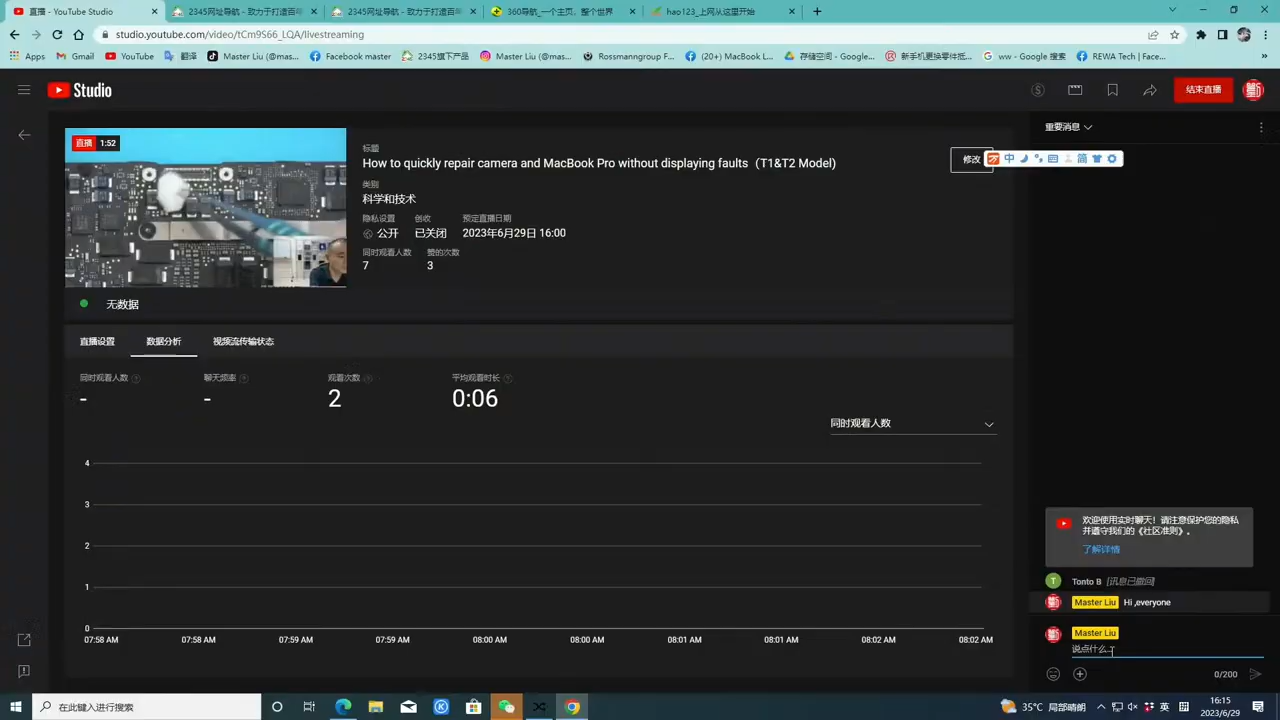 直播 - YouTube Studio
2345网址导航 - 致力于打造百年
2345网址导航 - 致力于打造百年
360导航_一个主页，整个世界
hao123_上网从这里开始
studio.youtube.com/video/tCm9S66_LQA/livestreaming
Apps
Gmail
YouTube
翻译
Master Liu (@mas...
Facebook master
2345旗下产品
Master Liu (@mas...
Rossmanngroup F...
(20+) MacBook L...
存储空间 - Google...
新手机更换零件抵...
ww - Google 搜索
REWA Tech | Face...
Studio
结束直播
直播 1:52
标题
How to quickly repair camera and MacBook Pro without displaying faults（T1&T2 Model）
修改
中
简
类别
科学和技术
隐私设置
创收
预定直播日期
公开
已关闭
2023年6月29日 16:00
同时观看人数
赞的次数
7
3
无数据
直播设置
数据分析
视频流传输状态
同时观看人数
聊天频率
观看次数
平均观看时长
-
-
2
0:06
同时观看人数
4
3
2
1
0
07:58 AM
07:58 AM
07:59 AM
07:59 AM
08:00 AM
08:00 AM
08:01 AM
08:01 AM
08:02 AM
08:02 AM
重要消息
欢迎使用实时聊天！请注意保护您的隐私
并遵守我们的《社区准则》。
了解详情
T
Tonto B [讯息已撤回]
Master Liu Hi ,everyone
Master Liu
说点什么...
0/200
在此键入进行搜索
35°C 局部晴朗
英
16:15
2023/6/29